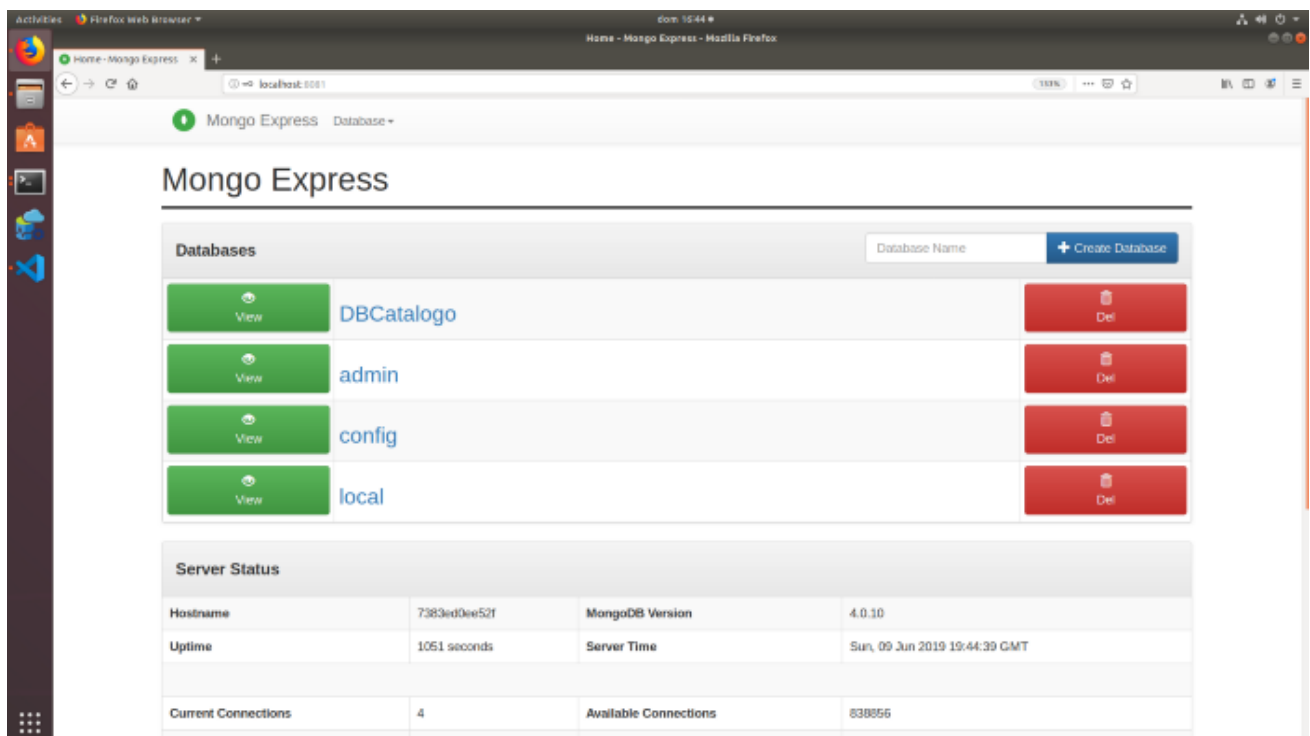 Activities Firefox Web Browser dom 16:44
Home - Mongo Express - Mozilla Firefox
Home - Mongo Express × +
localhost:8081 133%
Mongo Express Database
Mongo Express
Databases Database Name Create Database
View DBCatalogo Del
View admin Del
View config Del
View local Del
Server Status
Hostname 7383ed0ee52f MongoDB Version 4.0.10
Uptime 1051 seconds Server Time Sun, 09 Jun 2019 19:44:39 GMT
Current Connections 4 Available Connections 838856